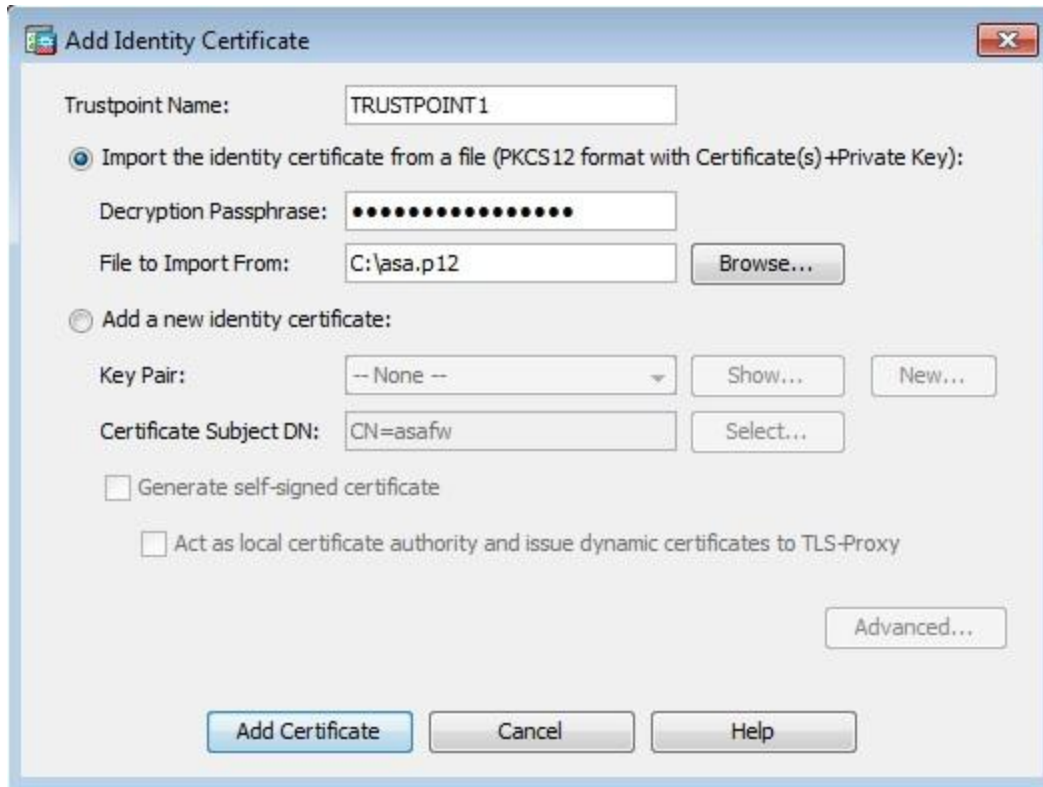 Add Identity Certificate
Trustpoint Name: TRUSTPOINT1
Import the identity certificate from a file (PKCS12 format with Certificate(s)+Private Key):
Decryption Passphrase: ••••••••••••••••
File to Import From: C:\asa.p12 Browse...
Add a new identity certificate:
Key Pair: -- None -- Show... New...
Certificate Subject DN: CN=asafw Select...
Generate self-signed certificate
Act as local certificate authority and issue dynamic certificates to TLS-Proxy
Advanced...
Add Certificate Cancel Help